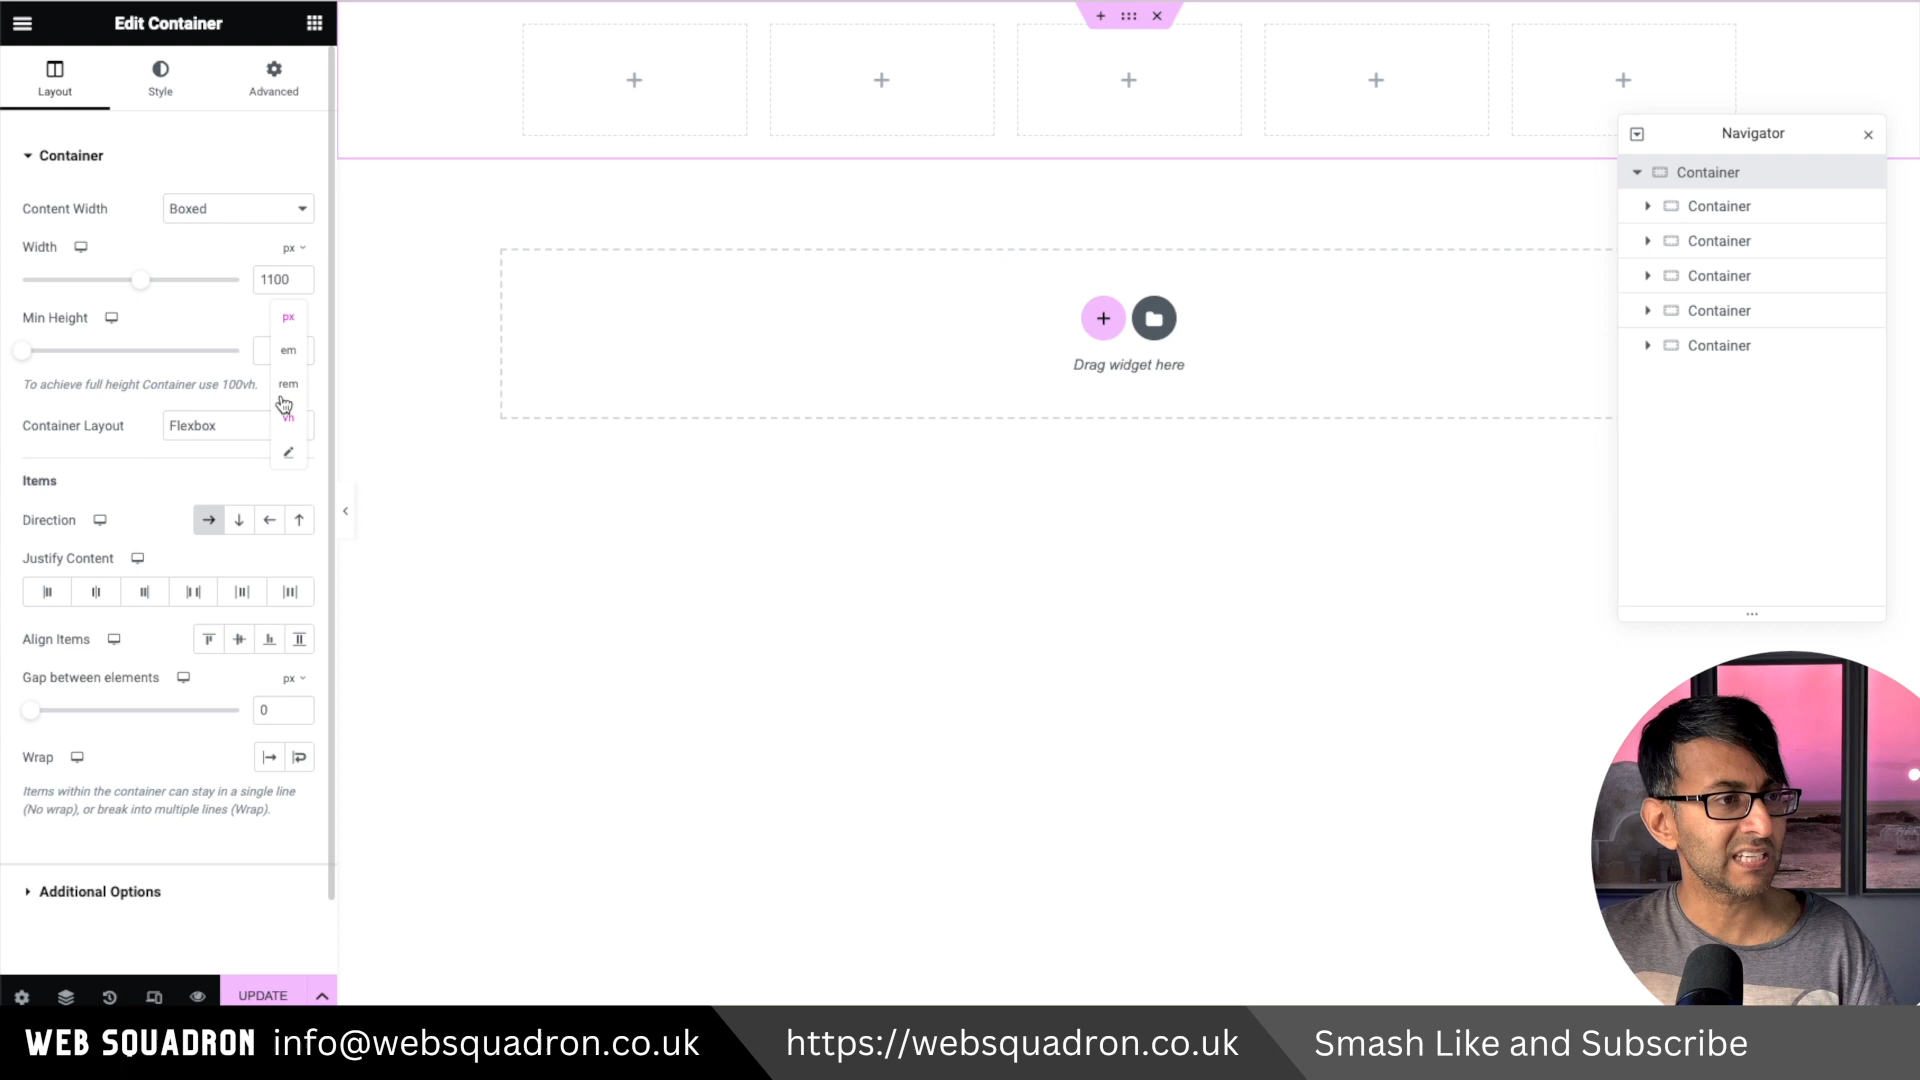 Edit Container
Layout
Style
Advanced
Container
Content Width
Boxed
Width
px
1100
Min Height
px
em
rem
vh
To achieve full height Container use 100vh.
Container Layout
Flexbox
Items
Direction
Justify Content
Align Items
Gap between elements
px
0
Wrap
Items within the container can stay in a single line
(No wrap), or break into multiple lines (Wrap).
Additional Options
UPDATE
Drag widget here
Navigator
Container
Container
Container
Container
Container
Container
WEB SQUADRON info@websquadron.co.uk
https://websquadron.co.uk
Smash Like and Subscribe